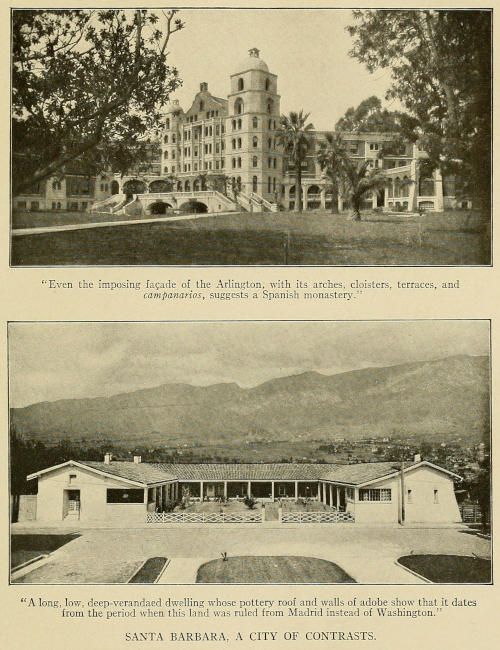 "Even the imposing façade of the Arlington, with its arches, cloisters, terraces, and
campanarios, suggests a Spanish monastery."
"A long, low, deep-verandaed dwelling whose pottery roof and walls of adobe show that it dates
from the period when this land was ruled from Madrid instead of Washington."
SANTA BARBARA, A CITY OF CONTRASTS.